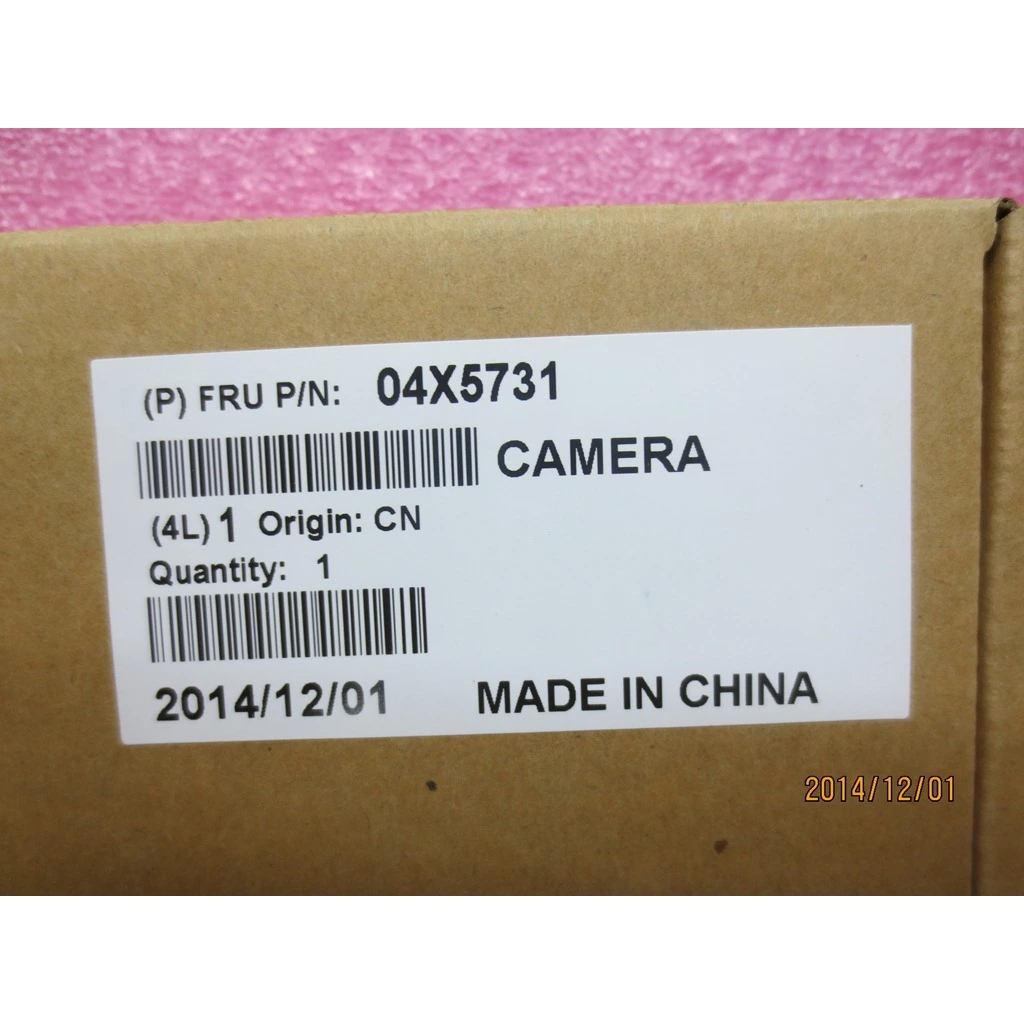 (P) FRU P/N: 04X5731
CAMERA
(4L) 1 Origin: CN
Quantity: 1
2014/12/01 MADE IN CHINA
2014/12/01